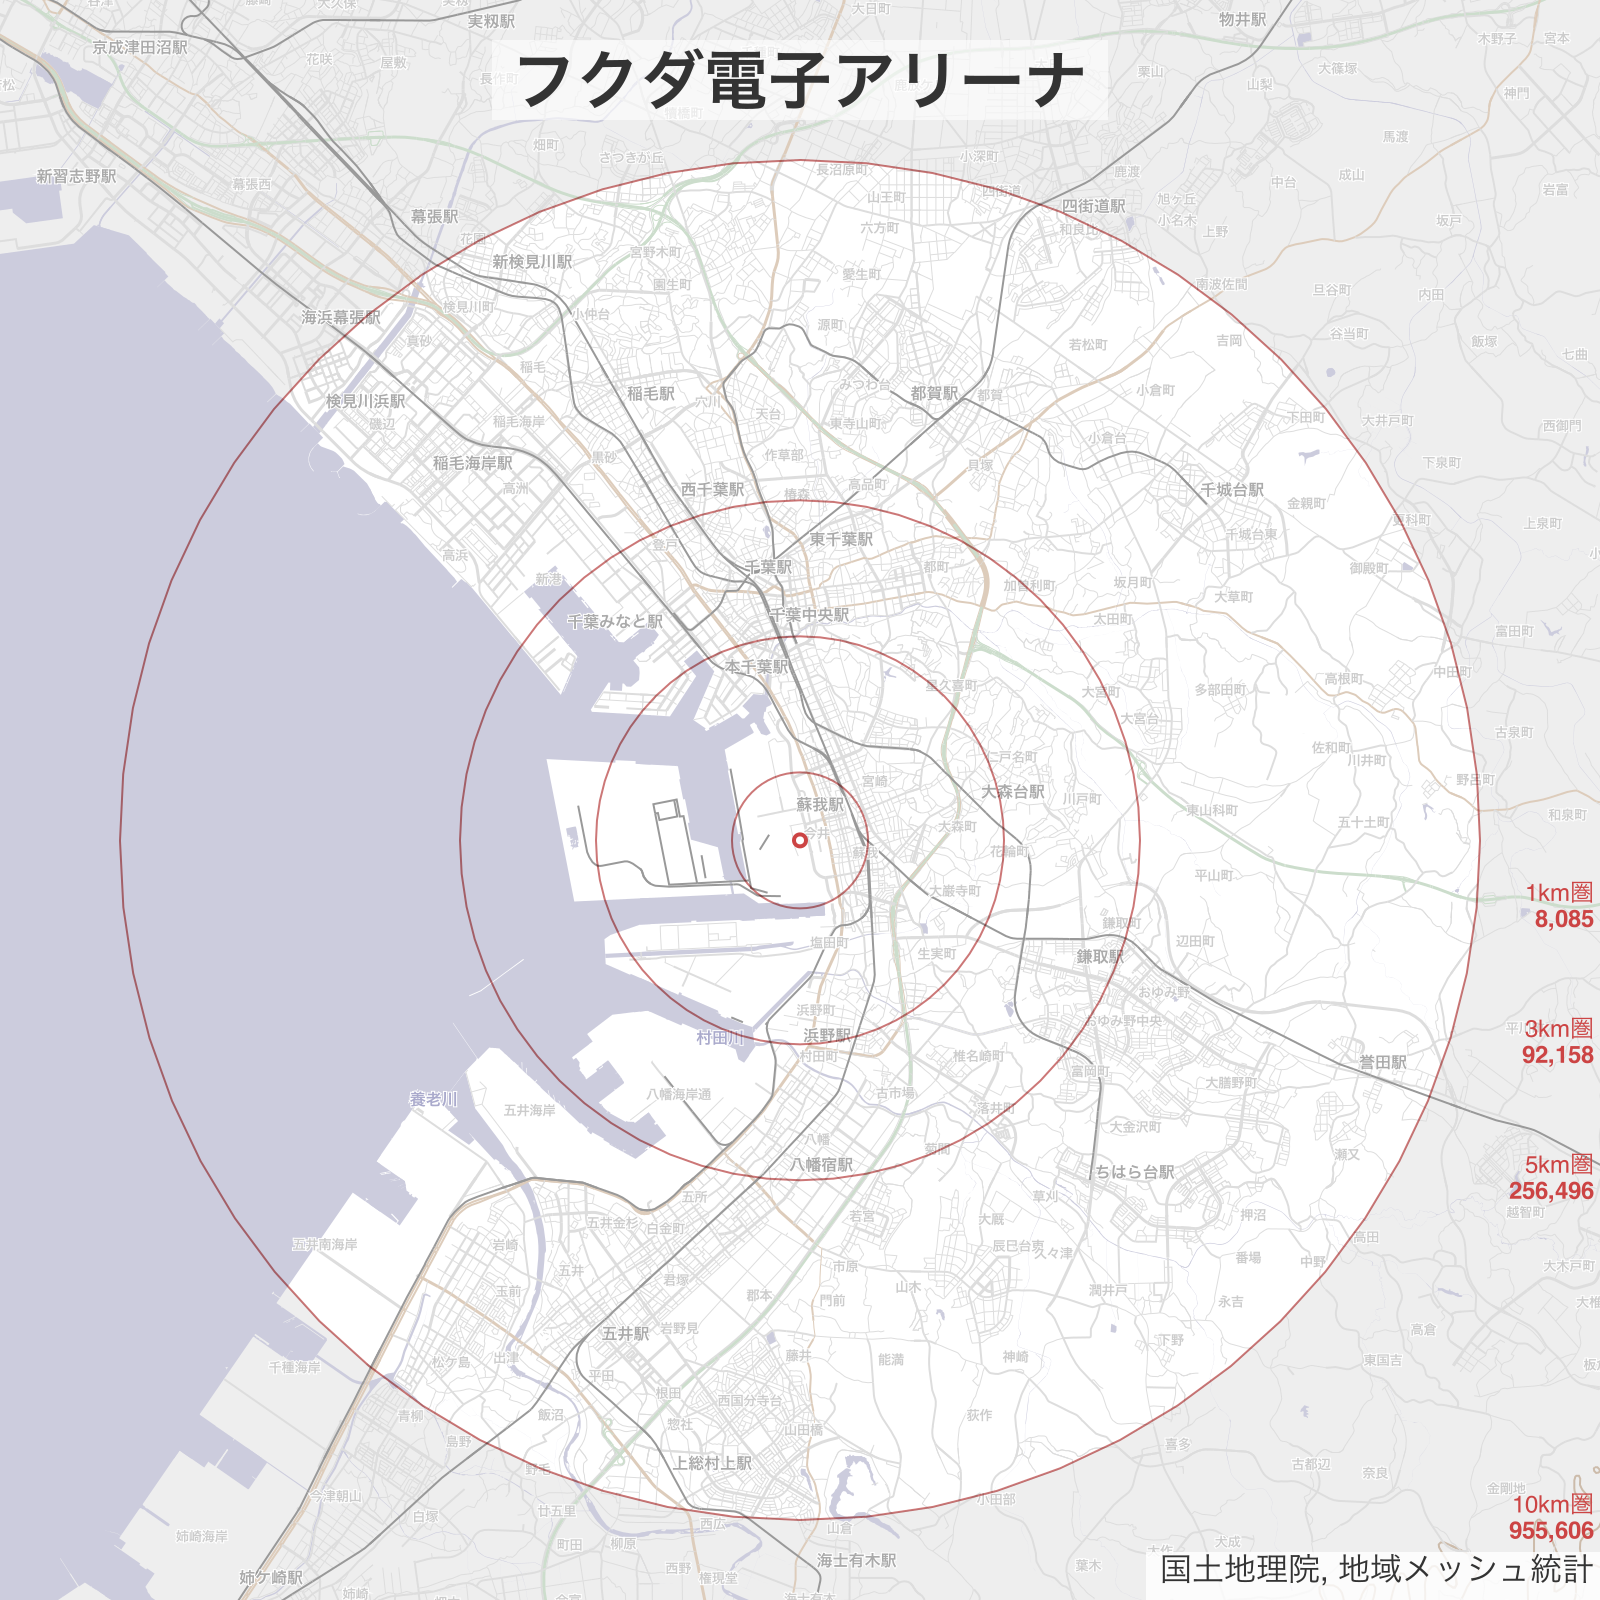 フクダ電子アリーナ
実籾駅
物井駅
大日町
京成津田沼駅
花咲
屋敷
栗山
大篠塚
木野子
宮本
山梨
神門
畑町
さつきが丘
小深町
馬渡
新習志野駅
幕張西
長沼原町
四街道
鹿渡
中台
成山
岩富
山王町
旭ヶ丘
幕張駅
四街道駅
小名木
坂戸
花園
六方町
和良比
上野
新検見川駅
宮野木町
園生町
愛生町
南波佐間
旦谷町
内田
海浜幕張駅
検見川町
小仲台
源町
谷当町
真砂
若松町
吉岡
飯塚
七曲
稲毛
稲毛駅
みつわ台
都賀駅
都賀
小倉町
検見川浜駅
穴川
天台
磯辺
稲毛海岸
東寺山町
下田町
大井戸町
西御門
小倉台
稲毛海岸駅
黒砂
作草部
貝塚
下泉町
高洲
西千葉駅
椿森
高品町
千城台駅
金親町
更科町
上泉町
東千葉駅
千城台東
高浜
登戸
千葉駅
都町
新港
加曽利町
坂月町
御殿町
大草町
千葉みなと駅
千葉中央駅
太田町
富田町
本千葉駅
星久喜町
大宮町
多部田町
高根町
中田町
大宮台
古泉町
仁戸名町
佐和町
川井町
宮崎
大森台駅
川戸町
野呂町
蘇我駅
今井
大森町
東山科町
五十土町
和泉町
蘇我
花輪町
平山町
大巌寺町
1km圏
8,085
鎌取町
塩田町
生実町
鎌取駅
辺田町
おゆみ野
浜野町
おゆみ野中央
村田川
浜野駅
3km圏
92,158
村田町
椎名崎町
富岡町
誉田駅
養老川
五井海岸
八幡海岸通
古市場
大膳野町
落井町
大金沢町
八幡
菊間
瀬又
八幡宿駅
ちはら台駅
5km圏
256,496
五所
草刈
越智町
五井南海岸
五井金杉
白金町
若宮
大厩
押沼
高田
岩崎
辰巳台東
久々津
番場
中野
大木戸町
五井
君塚
市原
山木
玉前
郡本
門前
潤井戸
永吉
五井駅
岩野見
高倉
千種海岸
松ケ島
出津
藤井
能満
神崎
下野
東国吉
平田
根田
西国分寺台
青柳
飯沼
惣社
山田橋
荻作
島野
喜多
野毛
上総村上駅
古都辺
奈良
今津朝山
小田部
金剛地
10km圏
955,606
白塚
廿五里
西広
山倉
姉崎海岸
町田
柳原
犬成
海士有木駅
葉木
姉ケ崎駅
西野
権現堂
姉崎
国土地理院, 地域メッシュ統計